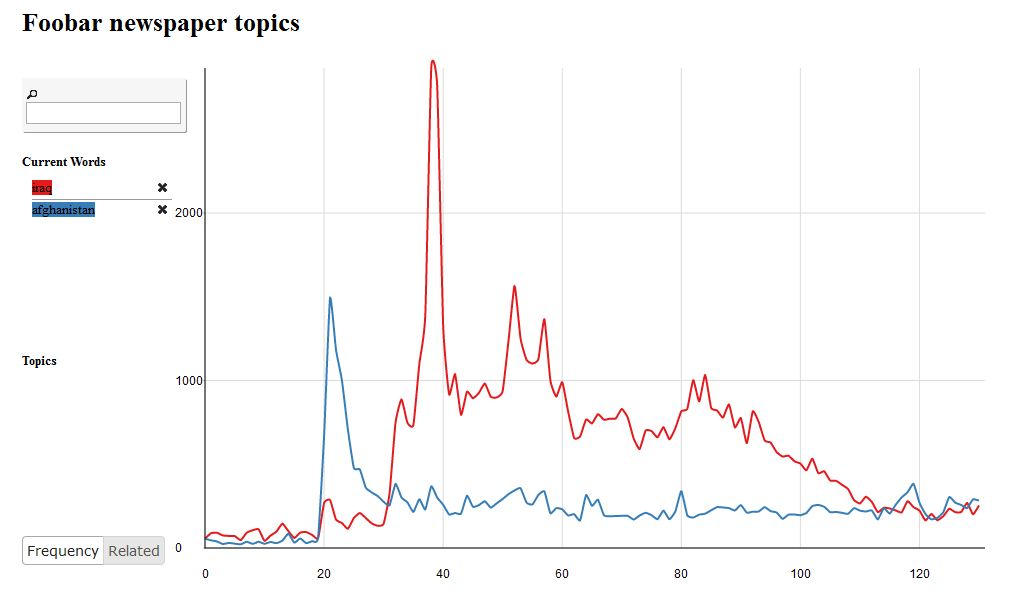 Foobar newspaper topics
Current Words
iraq
afghanistan
Topics
Frequency Related
2000
1000
0
0 20 40 60 80 100 120